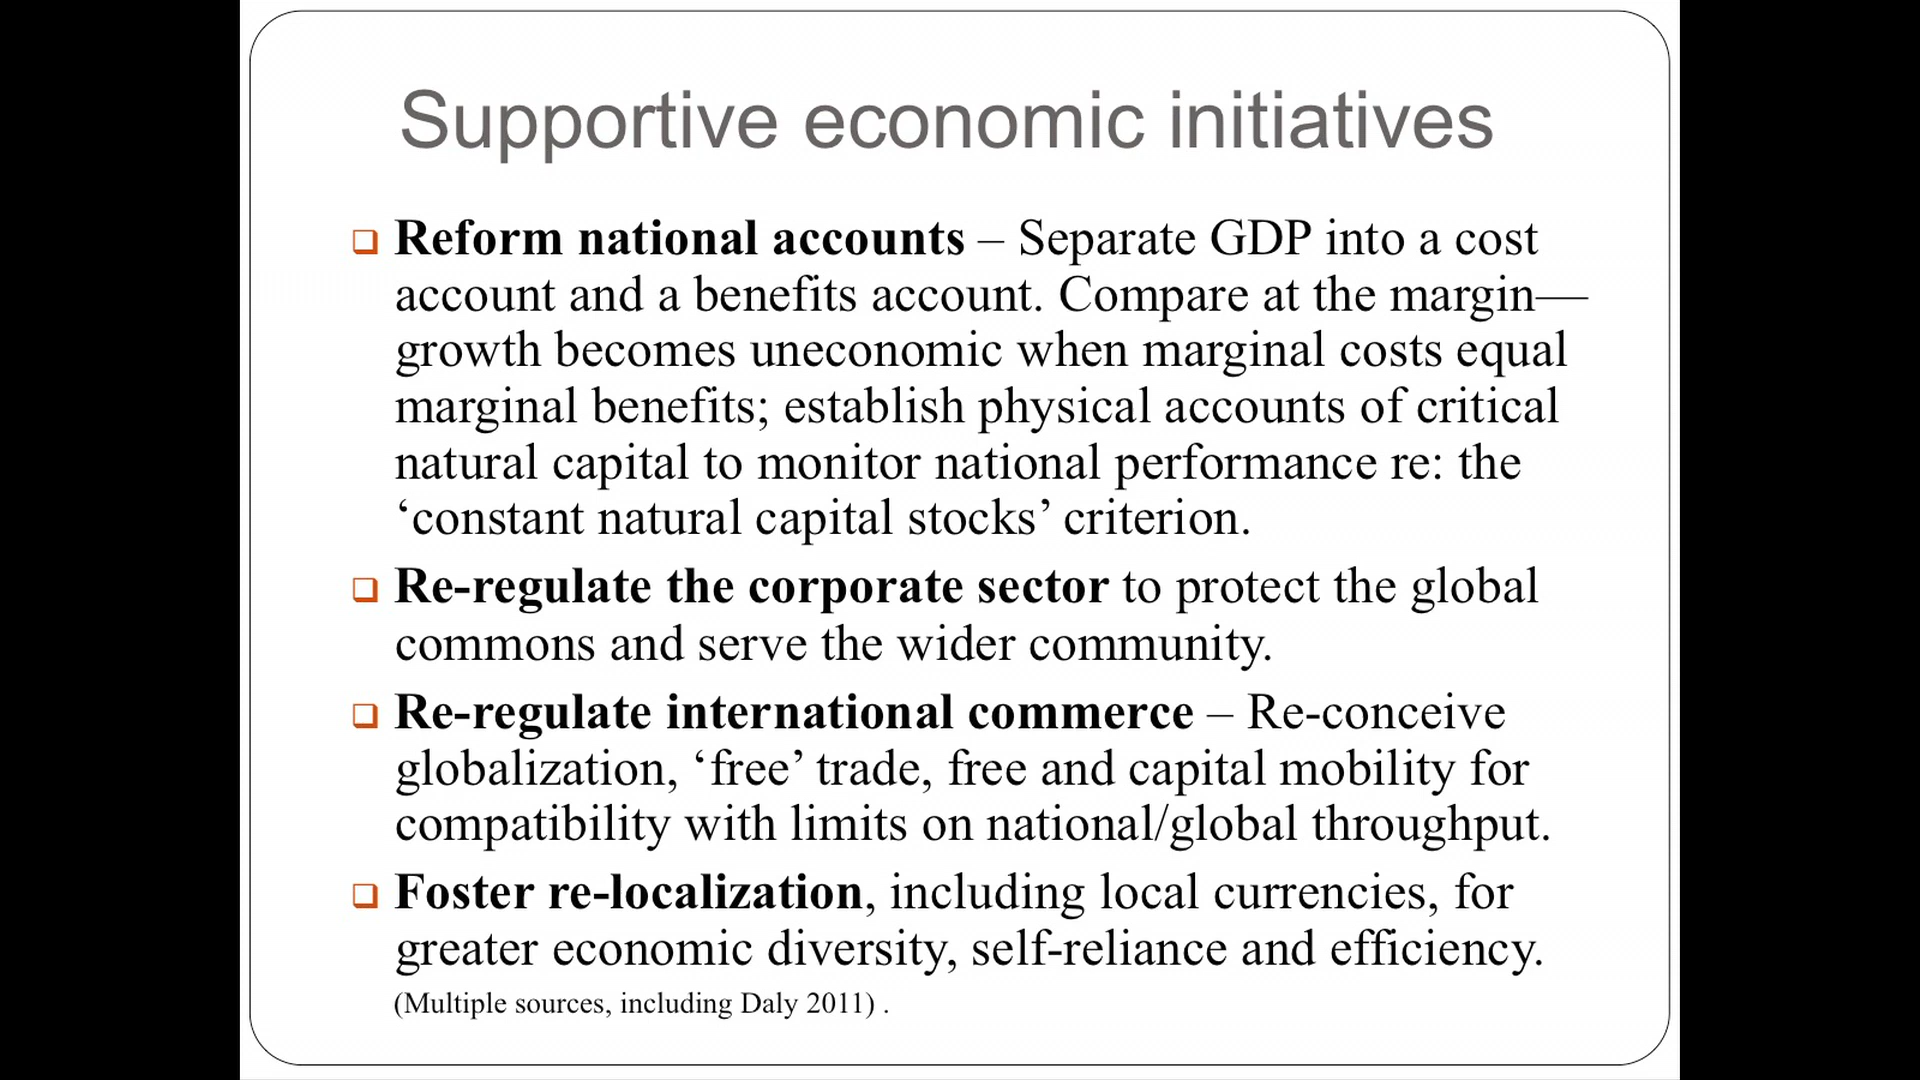 Supportive economic initiatives
Reform national accounts – Separate GDP into a cost
account and a benefits account. Compare at the margin—
growth becomes uneconomic when marginal costs equal
marginal benefits; establish physical accounts of critical
natural capital to monitor national performance re: the
‘constant natural capital stocks’ criterion.
Re-regulate the corporate sector to protect the global
commons and serve the wider community.
Re-regulate international commerce – Re-conceive
globalization, ‘free’ trade, free and capital mobility for
compatibility with limits on national/global throughput.
Foster re-localization, including local currencies, for
greater economic diversity, self-reliance and efficiency.
(Multiple sources, including Daly 2011) .